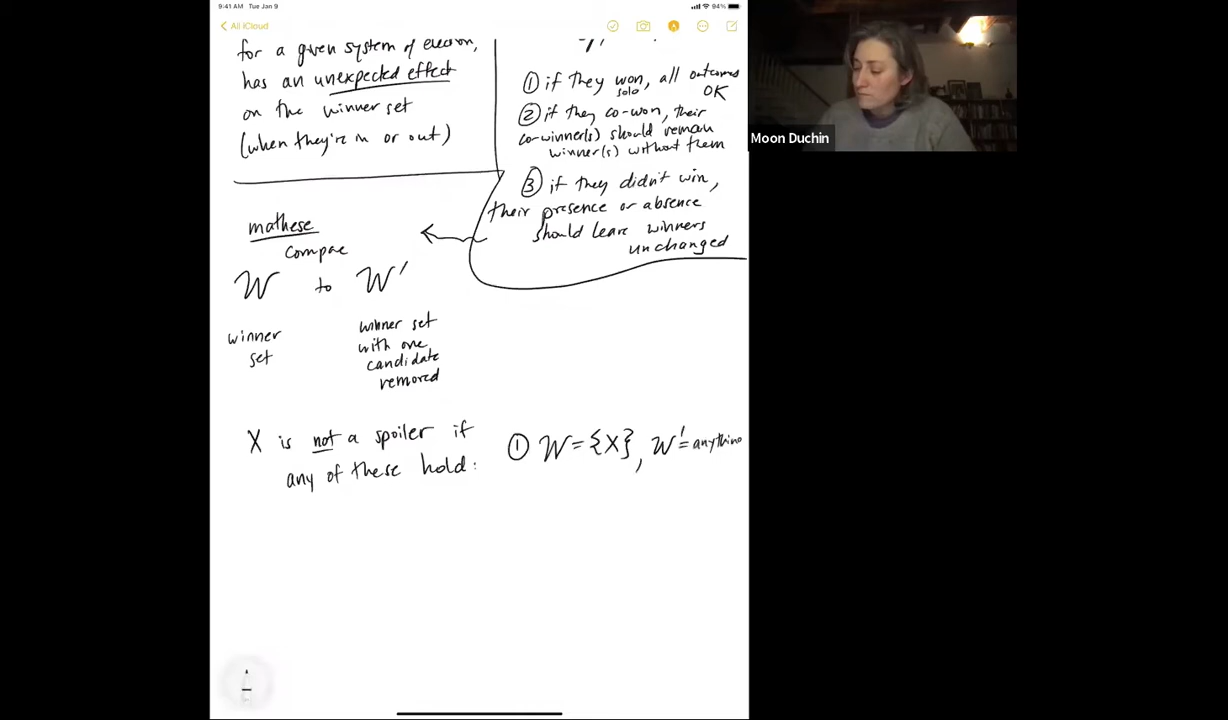 9:41 AM Tue Jan 9
94%
All iCloud
for a given system of election,
has an unexpected effect
on the winner set
(when they're in or out)
① if they won, all outcomes
solo
OK
② if they co-won, their
co-winner(s) should remain
winner(s) without them
③ if they didn't win,
their presence or absence
should leave winners
unchanged
mathese
compare
W to W'
winner
set
winner set
with one
candidate
removed
X is not a spoiler if
any of these hold:
① W = {X}, W' = anything
Moon Duchin